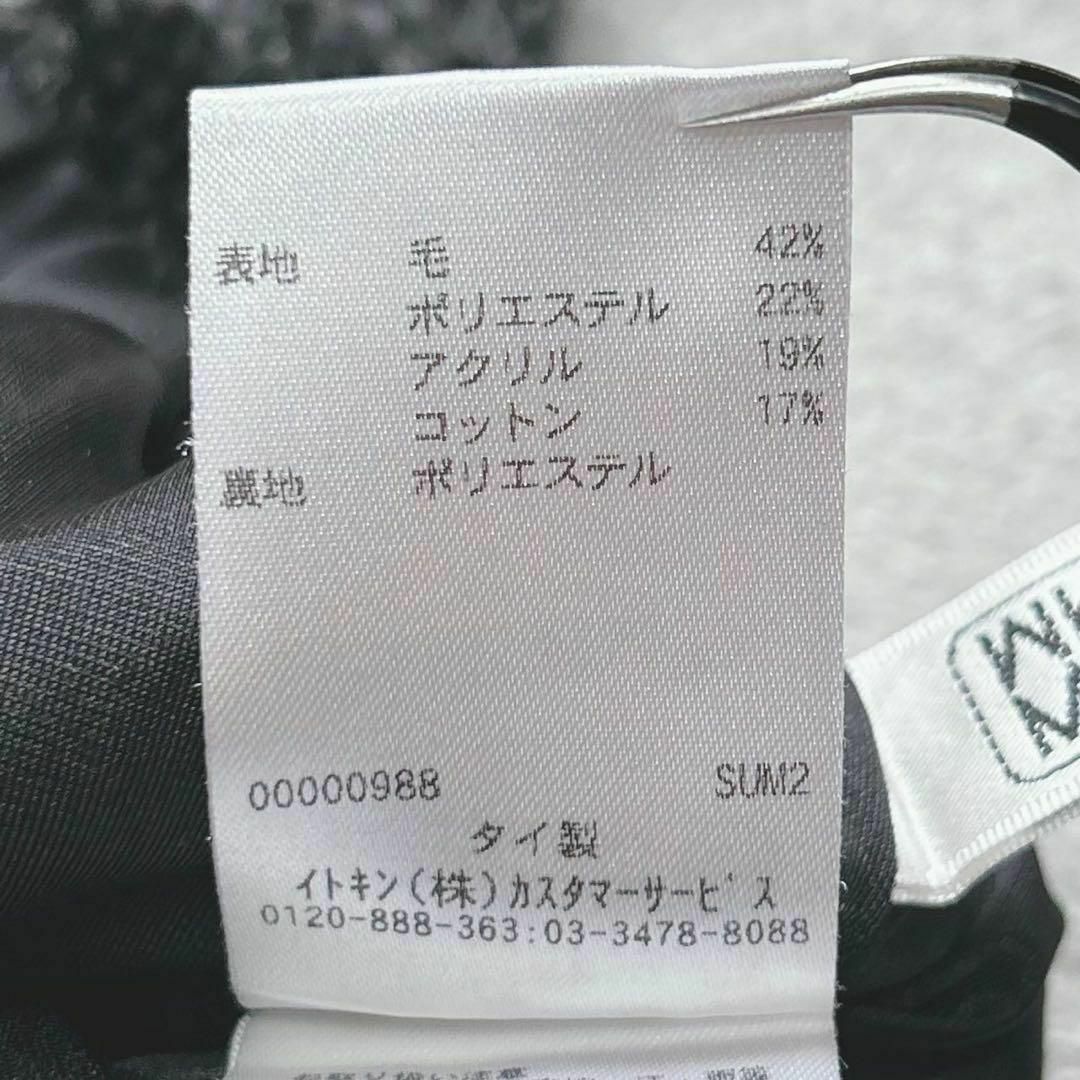 表地 毛 42%
ポリエステル 22%
アクリル 19%
コットン 17%
裏地 ポリエステル
00000988 SUM2
タイ製
イトキン(株)カスタマーサービス
0120-888-363:03-3478-8088